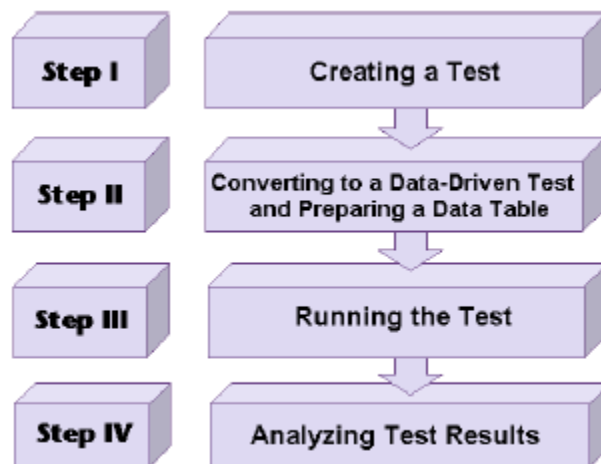 Step I
Creating a Test
Step II
Converting to a Data-Driven Test
and Preparing a Data Table
Step III
Running the Test
Step IV
Analyzing Test Results